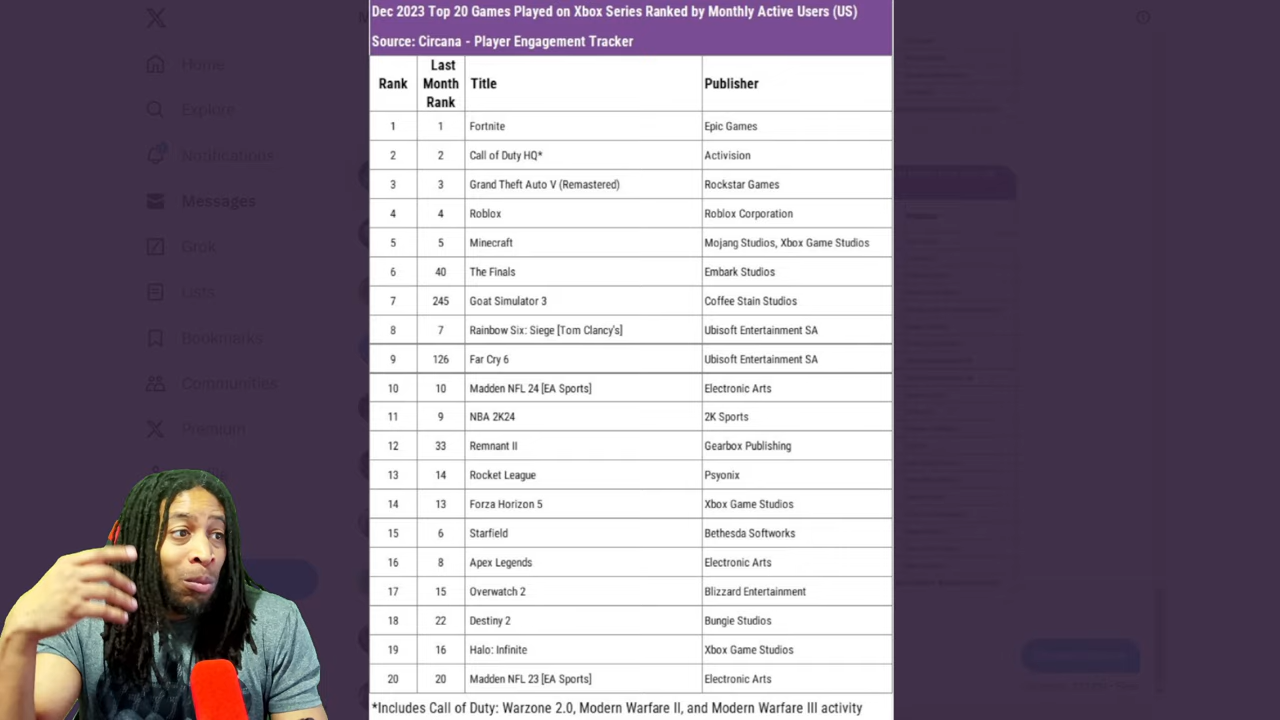 Dec 2023 Top 20 Games Played on Xbox Series Ranked by Monthly Active Users (US)
Source: Circana - Player Engagement Tracker
Rank Last Month Rank Title Publisher
1 1 Fortnite Epic Games
2 2 Call of Duty HQ* Activision
3 3 Grand Theft Auto V (Remastered) Rockstar Games
4 4 Roblox Roblox Corporation
5 5 Minecraft Mojang Studios, Xbox Game Studios
6 40 The Finals Embark Studios
7 245 Goat Simulator 3 Coffee Stain Studios
8 7 Rainbow Six: Siege [Tom Clancy's] Ubisoft Entertainment SA
9 126 Far Cry 6 Ubisoft Entertainment SA
10 10 Madden NFL 24 [EA Sports] Electronic Arts
11 9 NBA 2K24 2K Sports
12 33 Remnant II Gearbox Publishing
13 14 Rocket League Psyonix
14 13 Forza Horizon 5 Xbox Game Studios
15 6 Starfield Bethesda Softworks
16 8 Apex Legends Electronic Arts
17 15 Overwatch 2 Blizzard Entertainment
18 22 Destiny 2 Bungie Studios
19 16 Halo: Infinite Xbox Game Studios
20 20 Madden NFL 23 [EA Sports] Electronic Arts
*Includes Call of Duty: Warzone 2.0, Modern Warfare II, and Modern Warfare III activity
Home
Explore
Notifications
Messages
Grok
Lists
Bookmarks
Communities
Premium